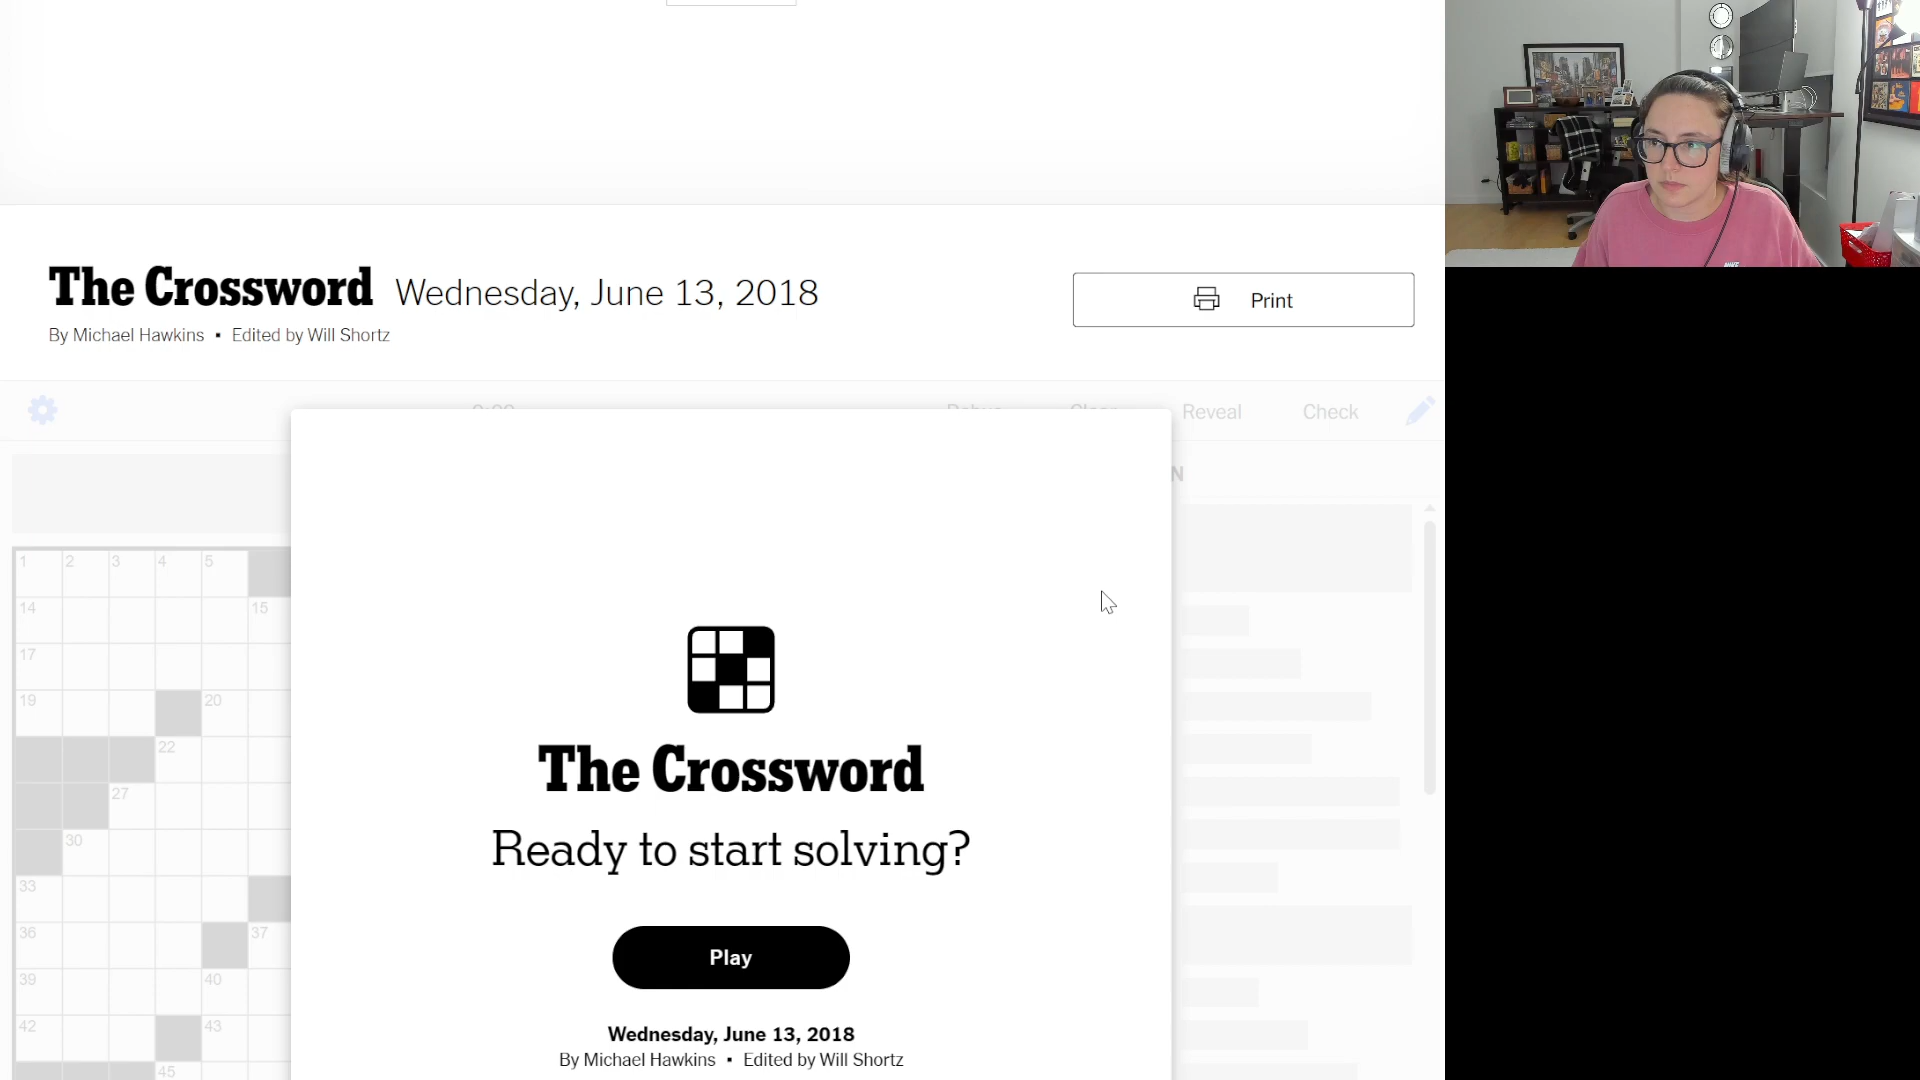 The Crossword Wednesday, June 13, 2018
Print
By Michael Hawkins ▪ Edited by Will Shortz
Reveal Check
N
1 2 3 4 5
14 15
17
19 20
22
27
30
33
36 37
39 40
42 43
45
The Crossword
Ready to start solving?
Play
Wednesday, June 13, 2018
By Michael Hawkins ▪ Edited by Will Shortz